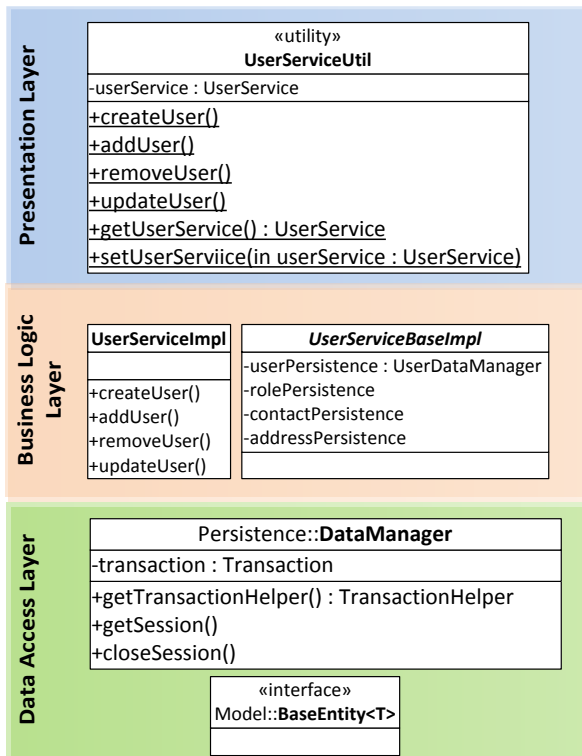 Presentation Layer
«utility»
UserServiceUtil
-userService : UserService
+createUser()
+addUser()
+removeUser()
+updateUser()
+getUserService() : UserService
+setUserServiice(in userService : UserService)
Business Logic
Layer
UserServiceImpl
+createUser()
+addUser()
+removeUser()
+updateUser()
UserServiceBaseImpl
-userPersistence : UserDataManager
-rolePersistence
-contactPersistence
-addressPersistence
Data Access Layer
Persistence::DataManager
-transaction : Transaction
+getTransactionHelper() : TransactionHelper
+getSession()
+closeSession()
«interface»
Model::BaseEntity<T>